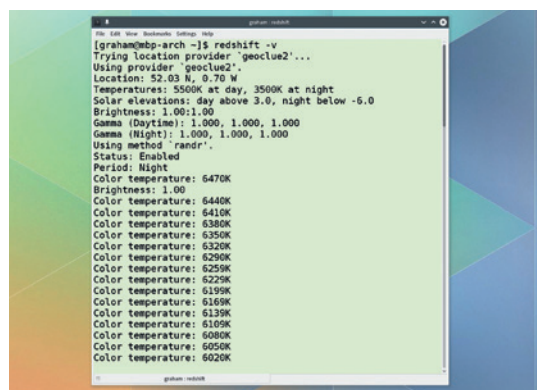 graham : redshift
File Edit View Bookmarks Settings Help
[graham@mbp-arch ~]$ redshift -v
Trying location provider `geoclue2'...
Using provider `geoclue2'.
Location: 52.03 N, 0.70 W
Temperatures: 5500K at day, 3500K at night
Solar elevations: day above 3.0, night below -6.0
Brightness: 1.00:1.00
Gamma (Daytime): 1.000, 1.000, 1.000
Gamma (Night): 1.000, 1.000, 1.000
Using method `randr'.
Status: Enabled
Period: Night
Color temperature: 6470K
Brightness: 1.00
Color temperature: 6440K
Color temperature: 6410K
Color temperature: 6380K
Color temperature: 6350K
Color temperature: 6320K
Color temperature: 6290K
Color temperature: 6259K
Color temperature: 6229K
Color temperature: 6199K
Color temperature: 6169K
Color temperature: 6139K
Color temperature: 6109K
Color temperature: 6080K
Color temperature: 6050K
Color temperature: 6020K
graham : redshift